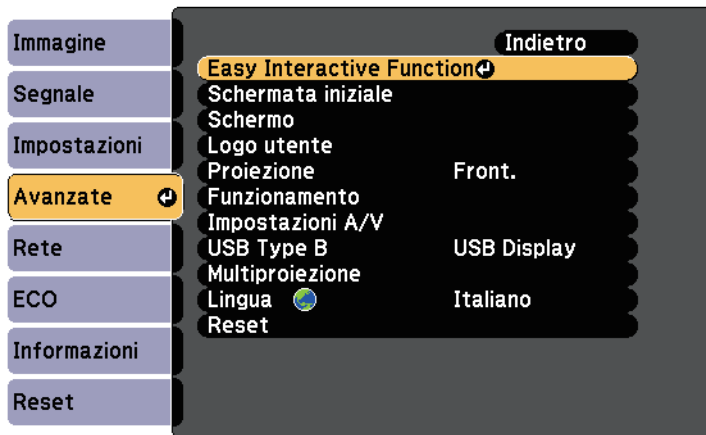 Immagine
Segnale
Impostazioni
Avanzate
Rete
ECO
Informazioni
Reset
Indietro
Easy Interactive Function
Schermata iniziale
Schermo
Logo utente
Proiezione Front.
Funzionamento
Impostazioni A/V
USB Type B USB Display
Multiproiezione
Lingua Italiano
Reset